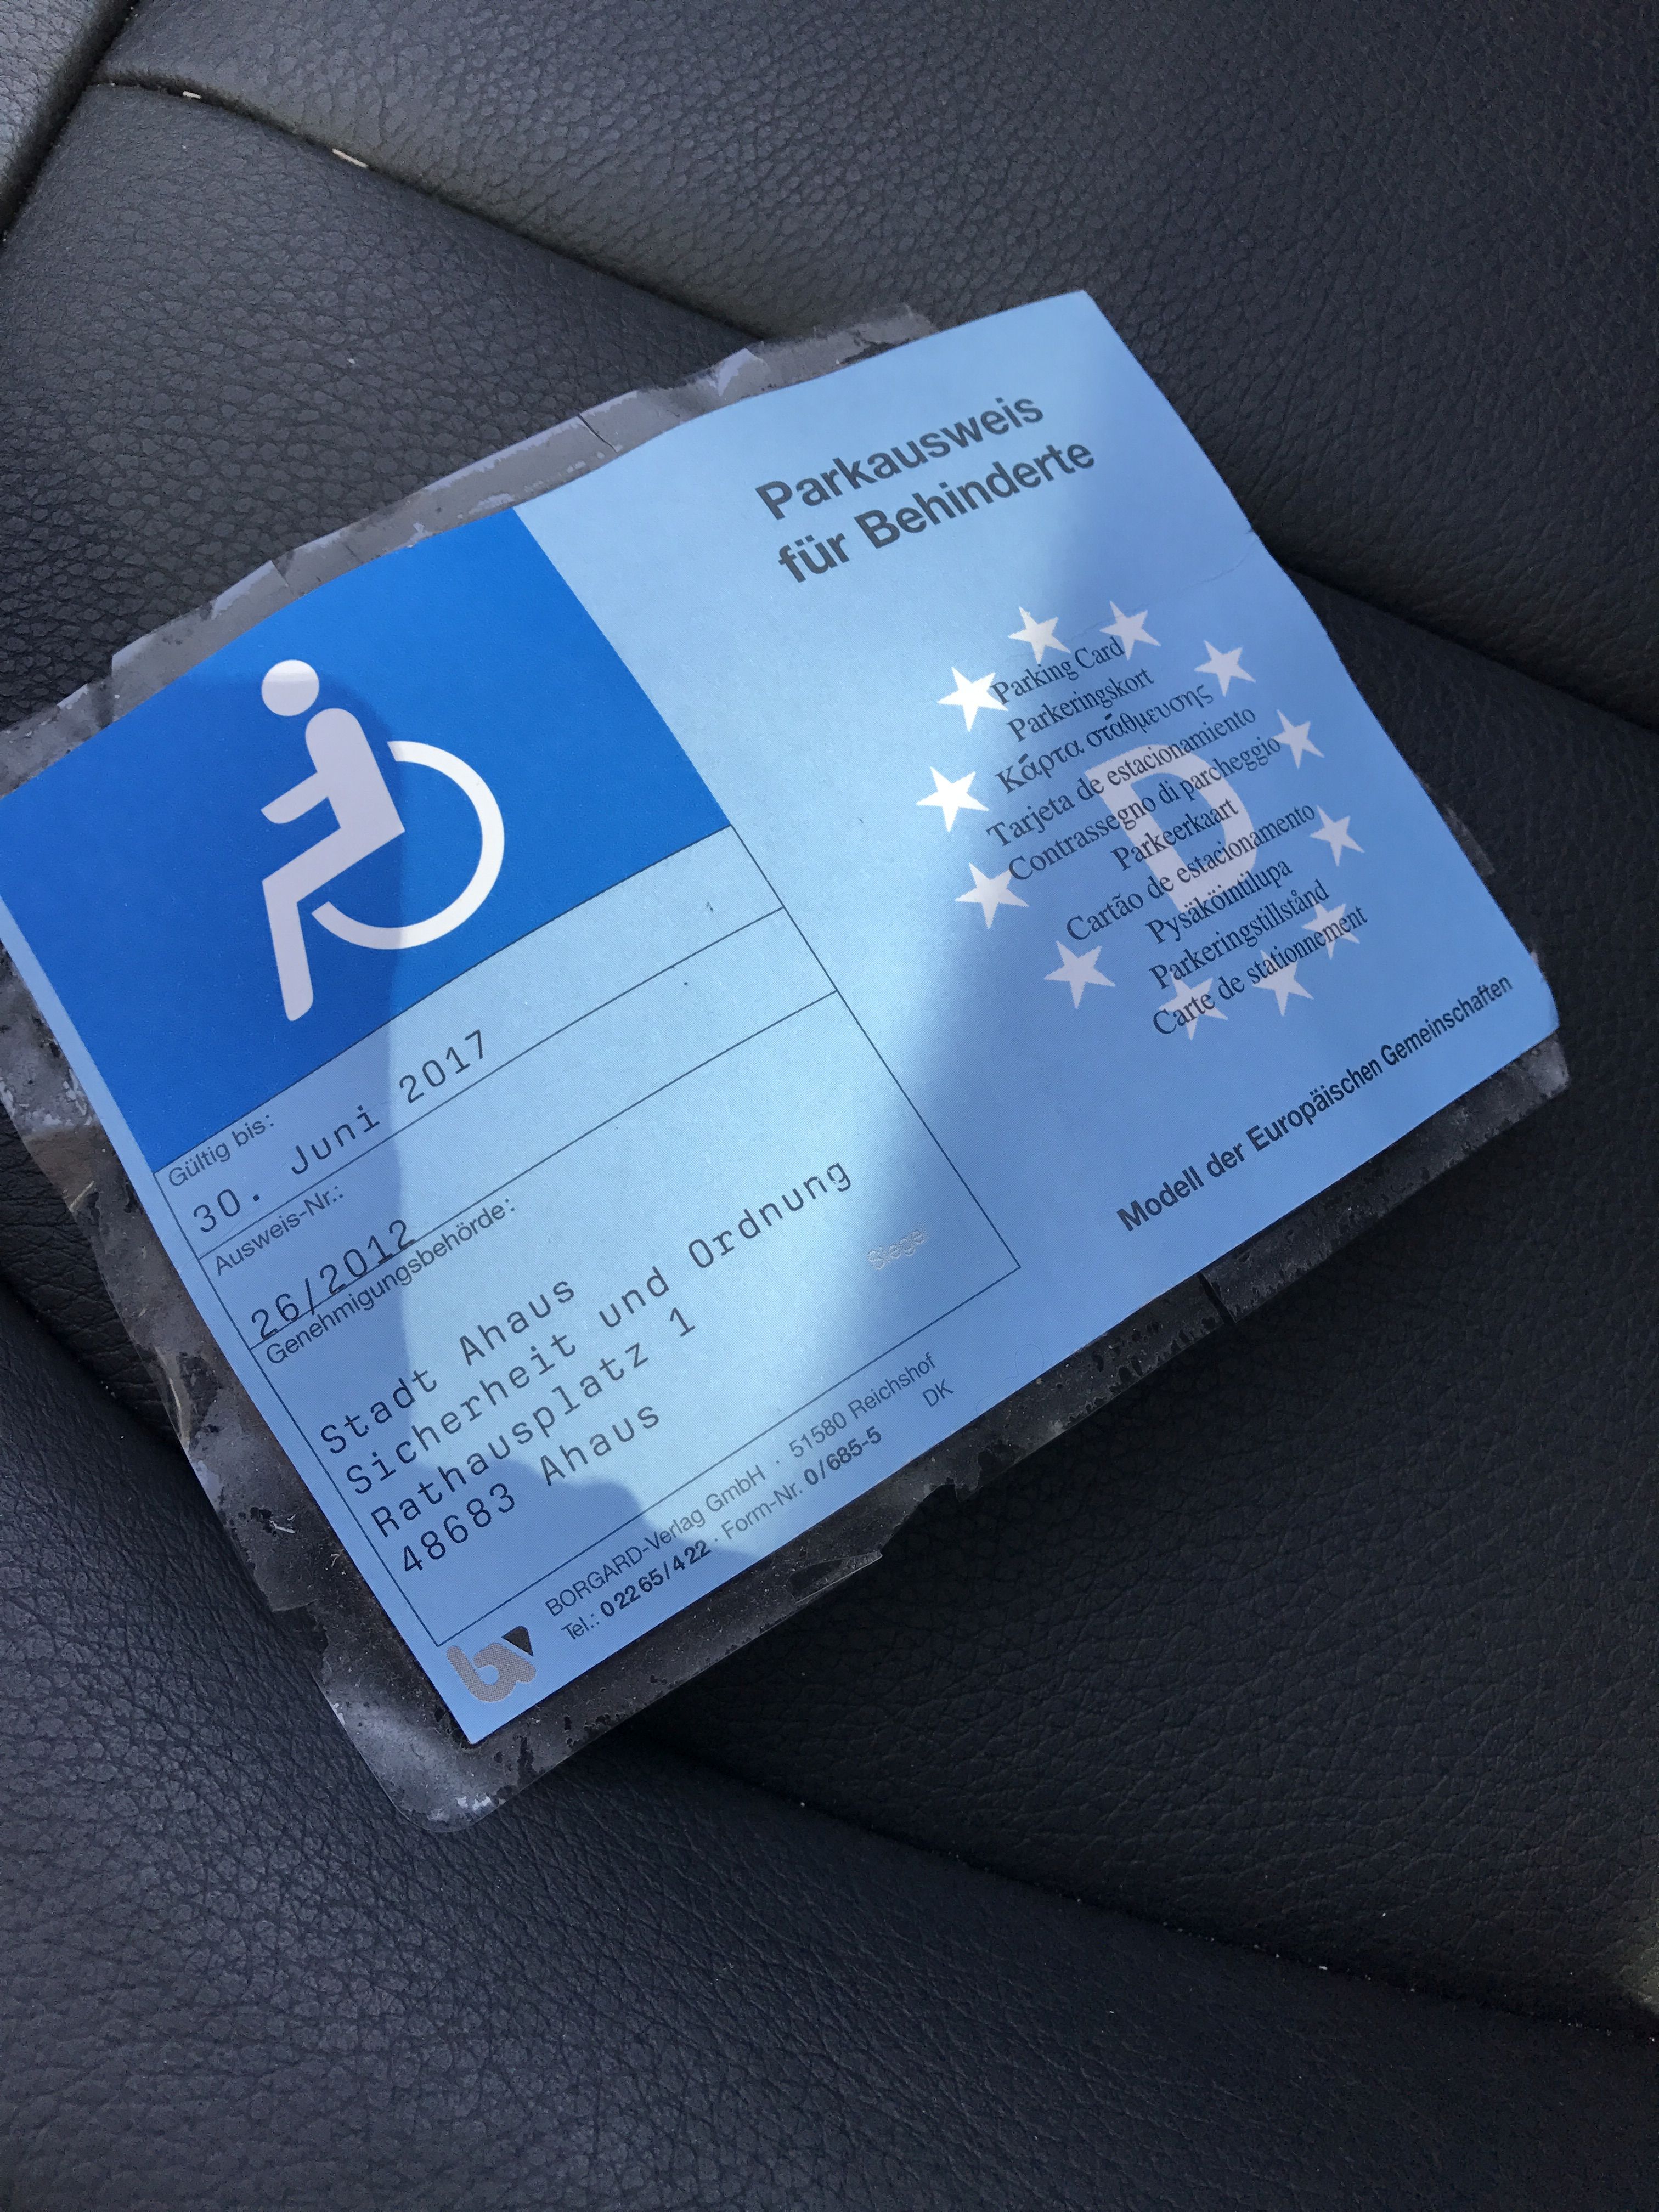 Parkausweis
für Behinderte
Parking Card
Parkeringskort
Κάρτα στάθμευσης
Tarjeta de estacionamiento
Contrassegno di parcheggio
Parkeerkaart
Cartão de estacionamento
Pysäköintilupa
Parkeringstillstånd
Carte de stationnement
D
Modell der Europäischen Gemeinschaften
Gültig bis:
30. Juni 2017
Ausweis-Nr.:
26/2012
Genehmigungsbehörde:
Stadt Ahaus
Sicherheit und Ordnung
Rathausplatz 1
48683 Ahaus
Siegel
bv
BORGARD-Verlag GmbH · 51580 Reichshof
Tel.: 02265/422 · Form-Nr. 0/685-5 DK